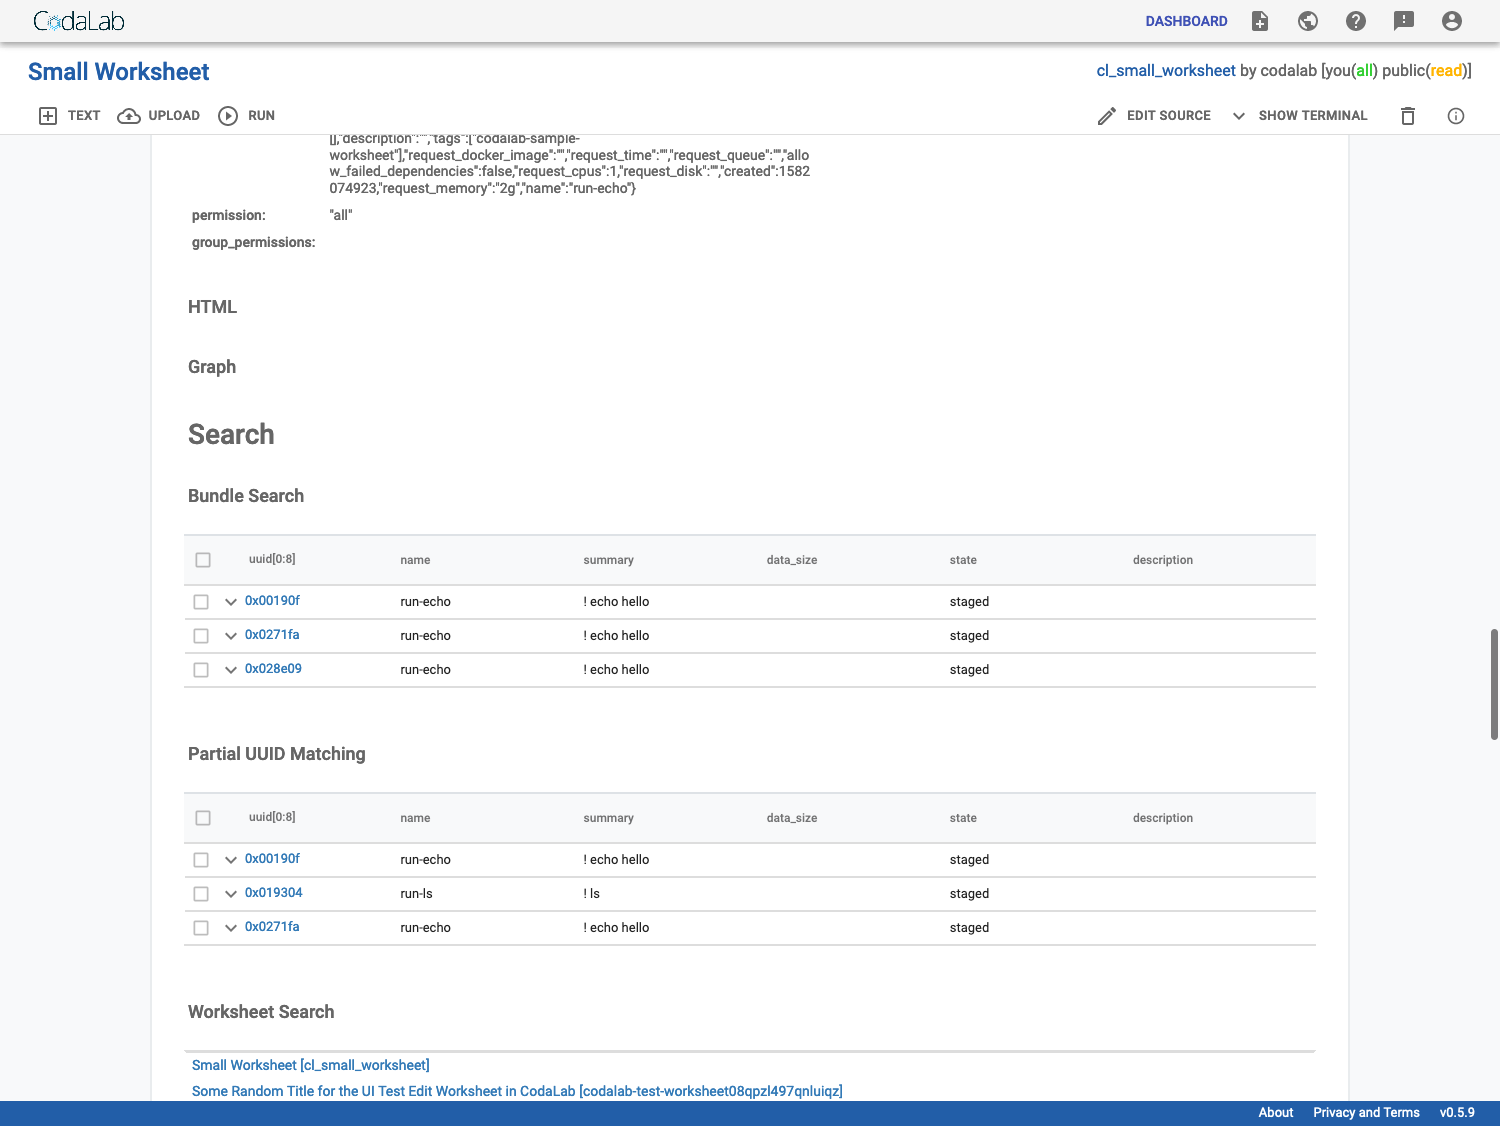 CodaLab
DASHBOARD
Small Worksheet
cl_small_worksheet by codalab [you(all) public(read)]
TEXT UPLOAD RUN
EDIT SOURCE SHOW TERMINAL
[],"description":"","tags":["codalab-sample-
worksheet"],"request_docker_image":"","request_time":"","request_queue":"","allo
w_failed_dependencies":false,"request_cpus":1,"request_disk":"","created":1582
074923,"request_memory":"2g","name":"run-echo"}
permission: "all"
group_permissions:
HTML
Graph
Search
Bundle Search
uuid[0:8] name summary data_size state description
0x00190f run-echo ! echo hello staged
0x0271fa run-echo ! echo hello staged
0x028e09 run-echo ! echo hello staged
Partial UUID Matching
uuid[0:8] name summary data_size state description
0x00190f run-echo ! echo hello staged
0x019304 run-ls ! ls staged
0x0271fa run-echo ! echo hello staged
Worksheet Search
Small Worksheet [cl_small_worksheet]
Some Random Title for the UI Test Edit Worksheet in CodaLab [codalab-test-worksheet08qpzl497qnluiqz]
About Privacy and Terms v0.5.9